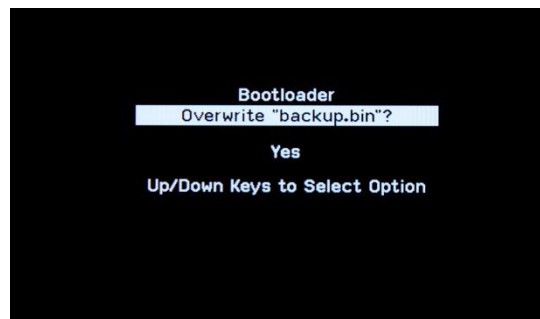 Bootloader
Overwrite "backup.bin"?
Yes
Up/Down Keys to Select Option